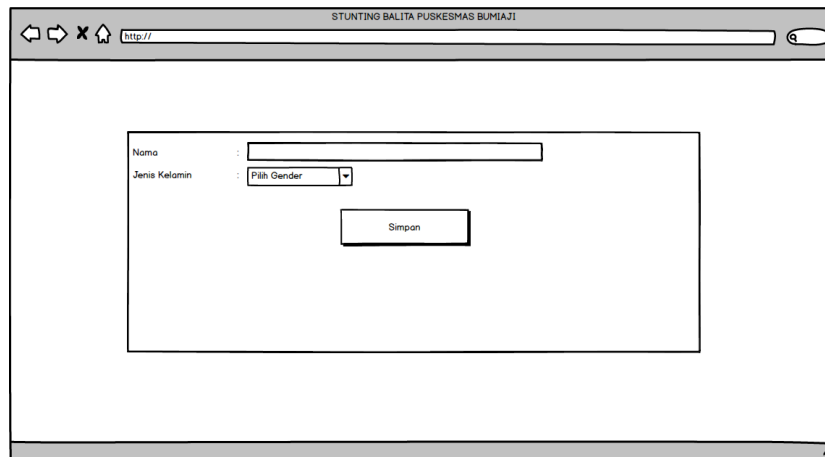 STUNTING BALITA PUSKESMAS BUMIAJI
http://
Nama :
Jenis Kelamin : Pilih Gender
Simpan